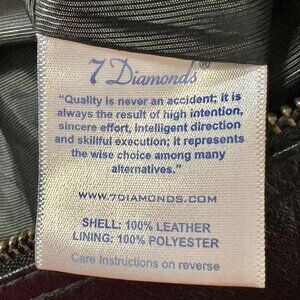 7 Diamonds®
"Quality is never an accident; it is
always the result of high intention,
sincere effort, intelligent direction
and skillful execution; it represents
the wise choice among many
alternatives."
WWW.7DIAMONDS.COM
SHELL: 100% LEATHER
LINING: 100% POLYESTER
Care Instructions on reverse